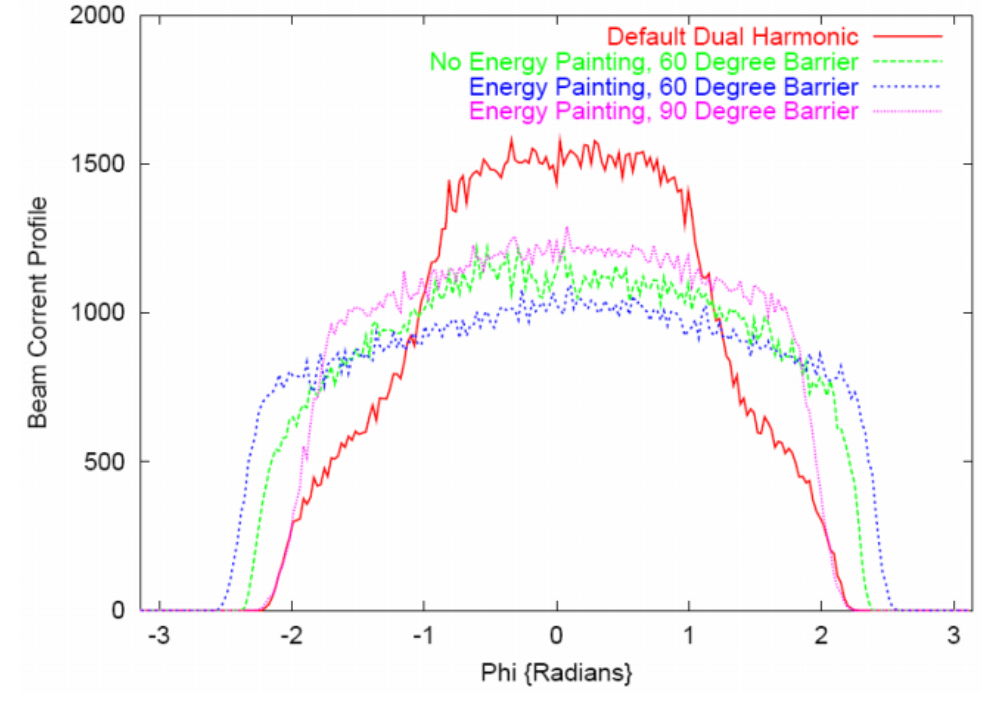 2000
1500
1000
500
0
Beam Corrent Profile
Default Dual Harmonic
No Energy Painting, 60 Degree Barrier
Energy Painting, 60 Degree Barrier
Energy Painting, 90 Degree Barrier
-3 -2 -1 0 1 2 3
Phi {Radians}